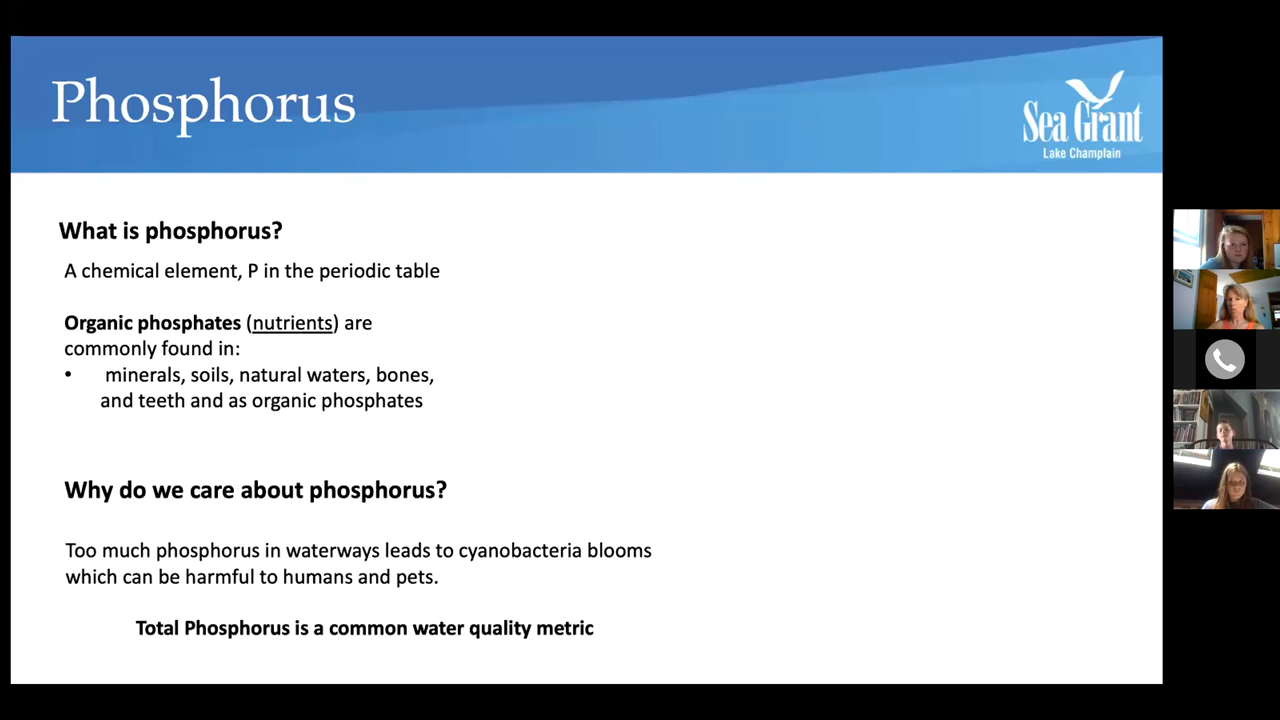 Phosphorus
Sea Grant
Lake Champlain
What is phosphorus?
A chemical element, P in the periodic table
Organic phosphates (nutrients) are
commonly found in:
• minerals, soils, natural waters, bones,
and teeth and as organic phosphates
Why do we care about phosphorus?
Too much phosphorus in waterways leads to cyanobacteria blooms
which can be harmful to humans and pets.
Total Phosphorus is a common water quality metric